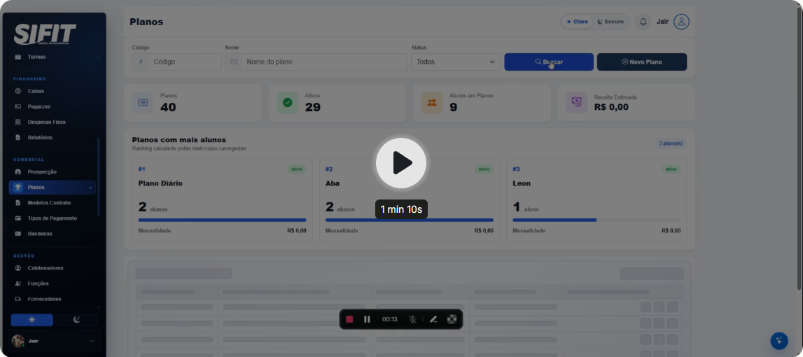 SIFIT
Turmas
FINANCEIRO
Caixas
Pagar/me
Despesas Fixas
Relatórios
COMERCIAL
Prospecção
Planos
Modelos Contrato
Tipos de Pagamento
Bandeiras
GESTÃO
Colaboradores
Funções
Fornecedores
Jair
Planos
Claro
Escuro
Jair
Código
# Código
Nome
Nome do plano
Status
Todos
Buscar
Novo Plano
Planos
40
Ativos
29
Alunos em Planos
9
Receita Estimada
R$ 0,00
Planos com mais alunos
Ranking calculado pelas matrículas carregadas
#1
ativo
Plano Diário
2 alunos
Mensalidade
R$ 0,00
#2
ativo
Aba
2 alunos
Mensalidade
R$ 0,00
#3
ativo
Leon
1 aluno
Mensalidade
R$ 0,00
1 min 10s
00:13